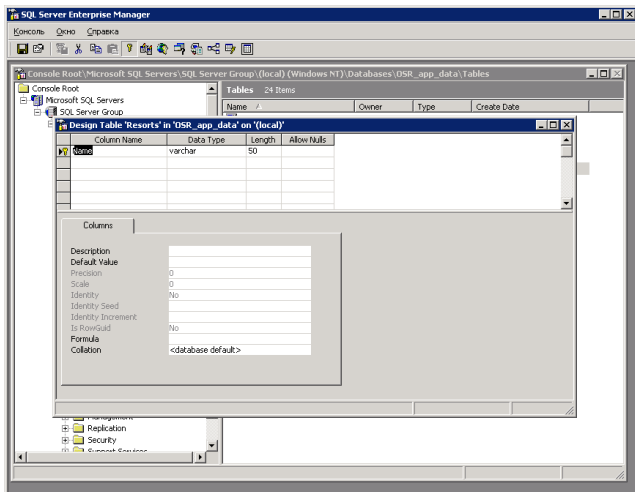 SQL Server Enterprise Manager
Консоль Окно Справка
Console Root\Microsoft SQL Servers\SQL Server Group\(local) (Windows NT)\Databases\OSR_app_data\Tables
Console Root
Microsoft SQL Servers
SQL Server Group
Tables 24 Items
Name Owner Type Create Date
Design Table 'Resorts' in 'OSR_app_data' on '(local)'
Column Name Data Type Length Allow Nulls
Name varchar 50
Columns
Description
Default Value
Precision 0
Scale 0
Identity No
Identity Seed
Identity Increment
Is RowGuid No
Formula
Collation <database default>
Management
Replication
Security
Support Services